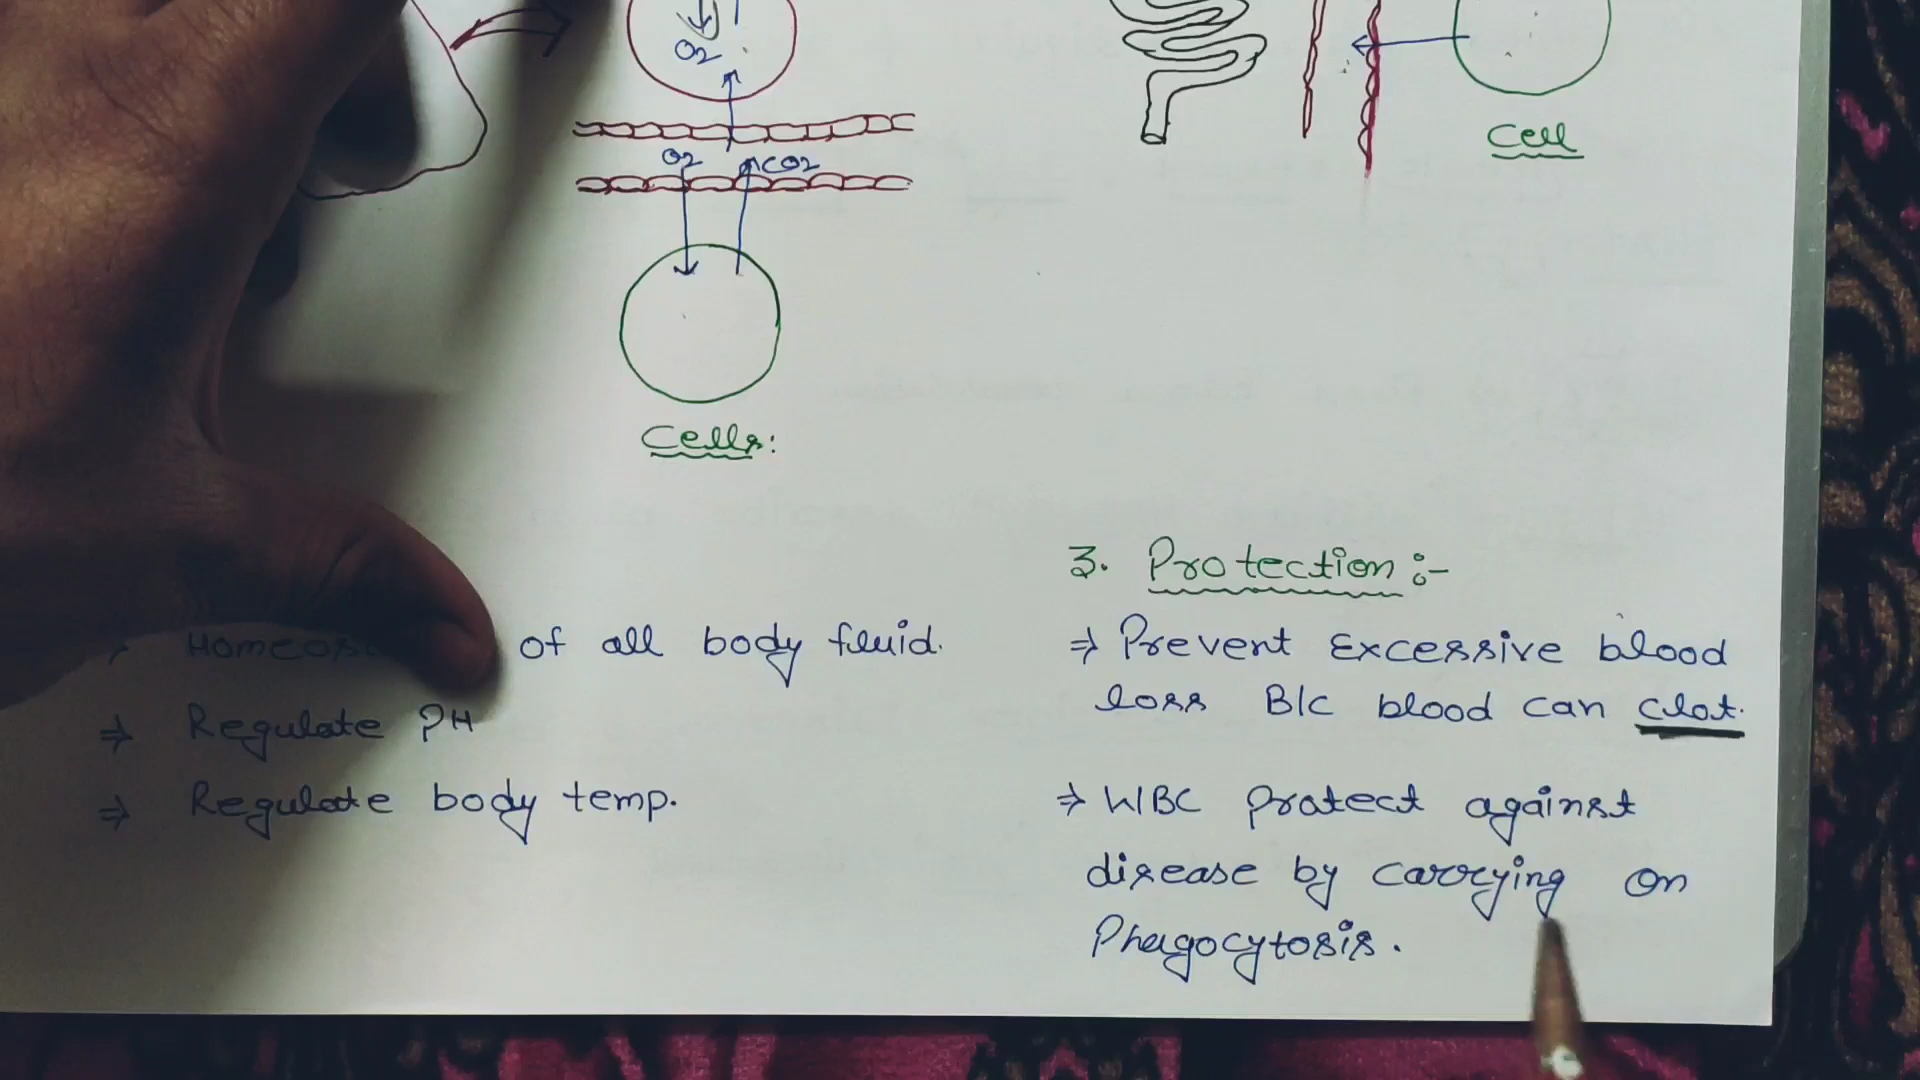 O2
O2
CO2
Cells:
Cell
of all body fluid.
⇒ Regulate PH
⇒ Regulate body temp.
3. Protection :-
⇒ Prevent Excessive blood
loss B/c blood can clot.
⇒ WBC Protect against
disease by carrying on
Phagocytosis.